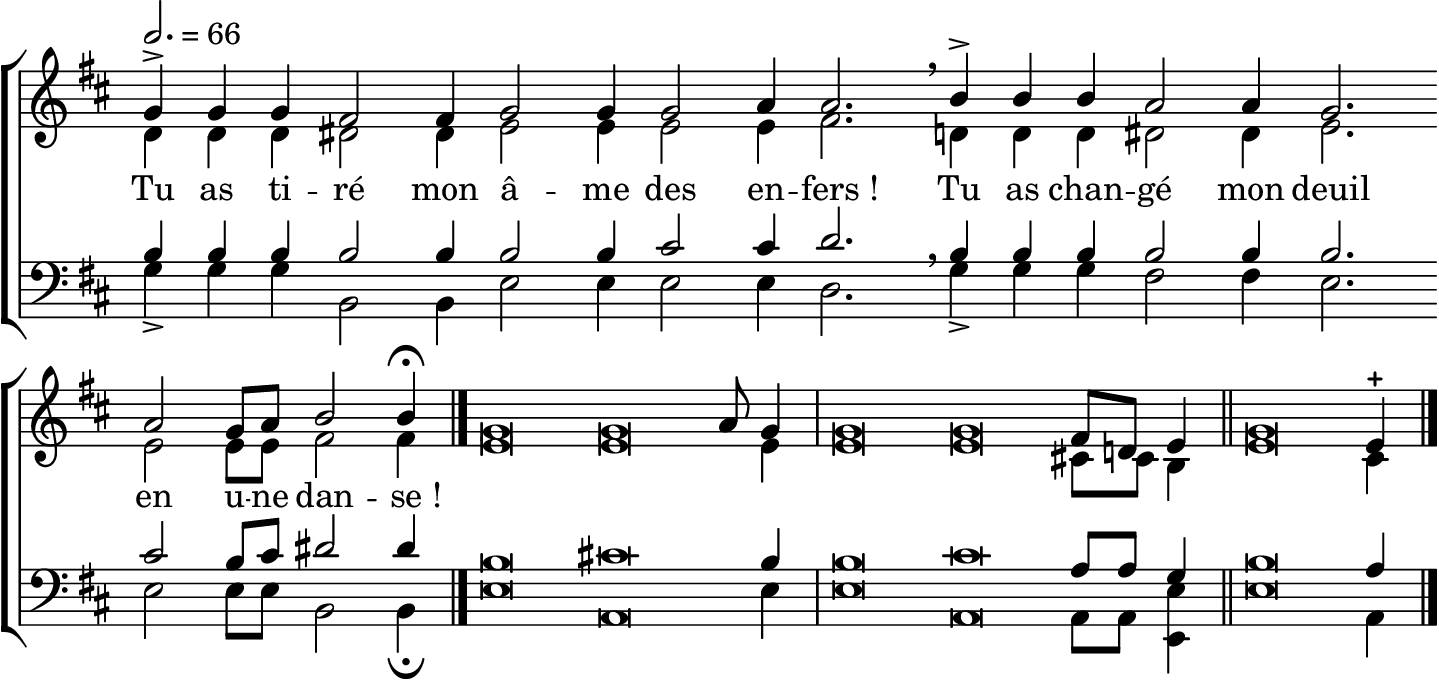 = 66
Tu as ti -- ré mon â -- me des en -- fers ! Tu as chan -- gé mon deuil
en u -- ne dan -- se !